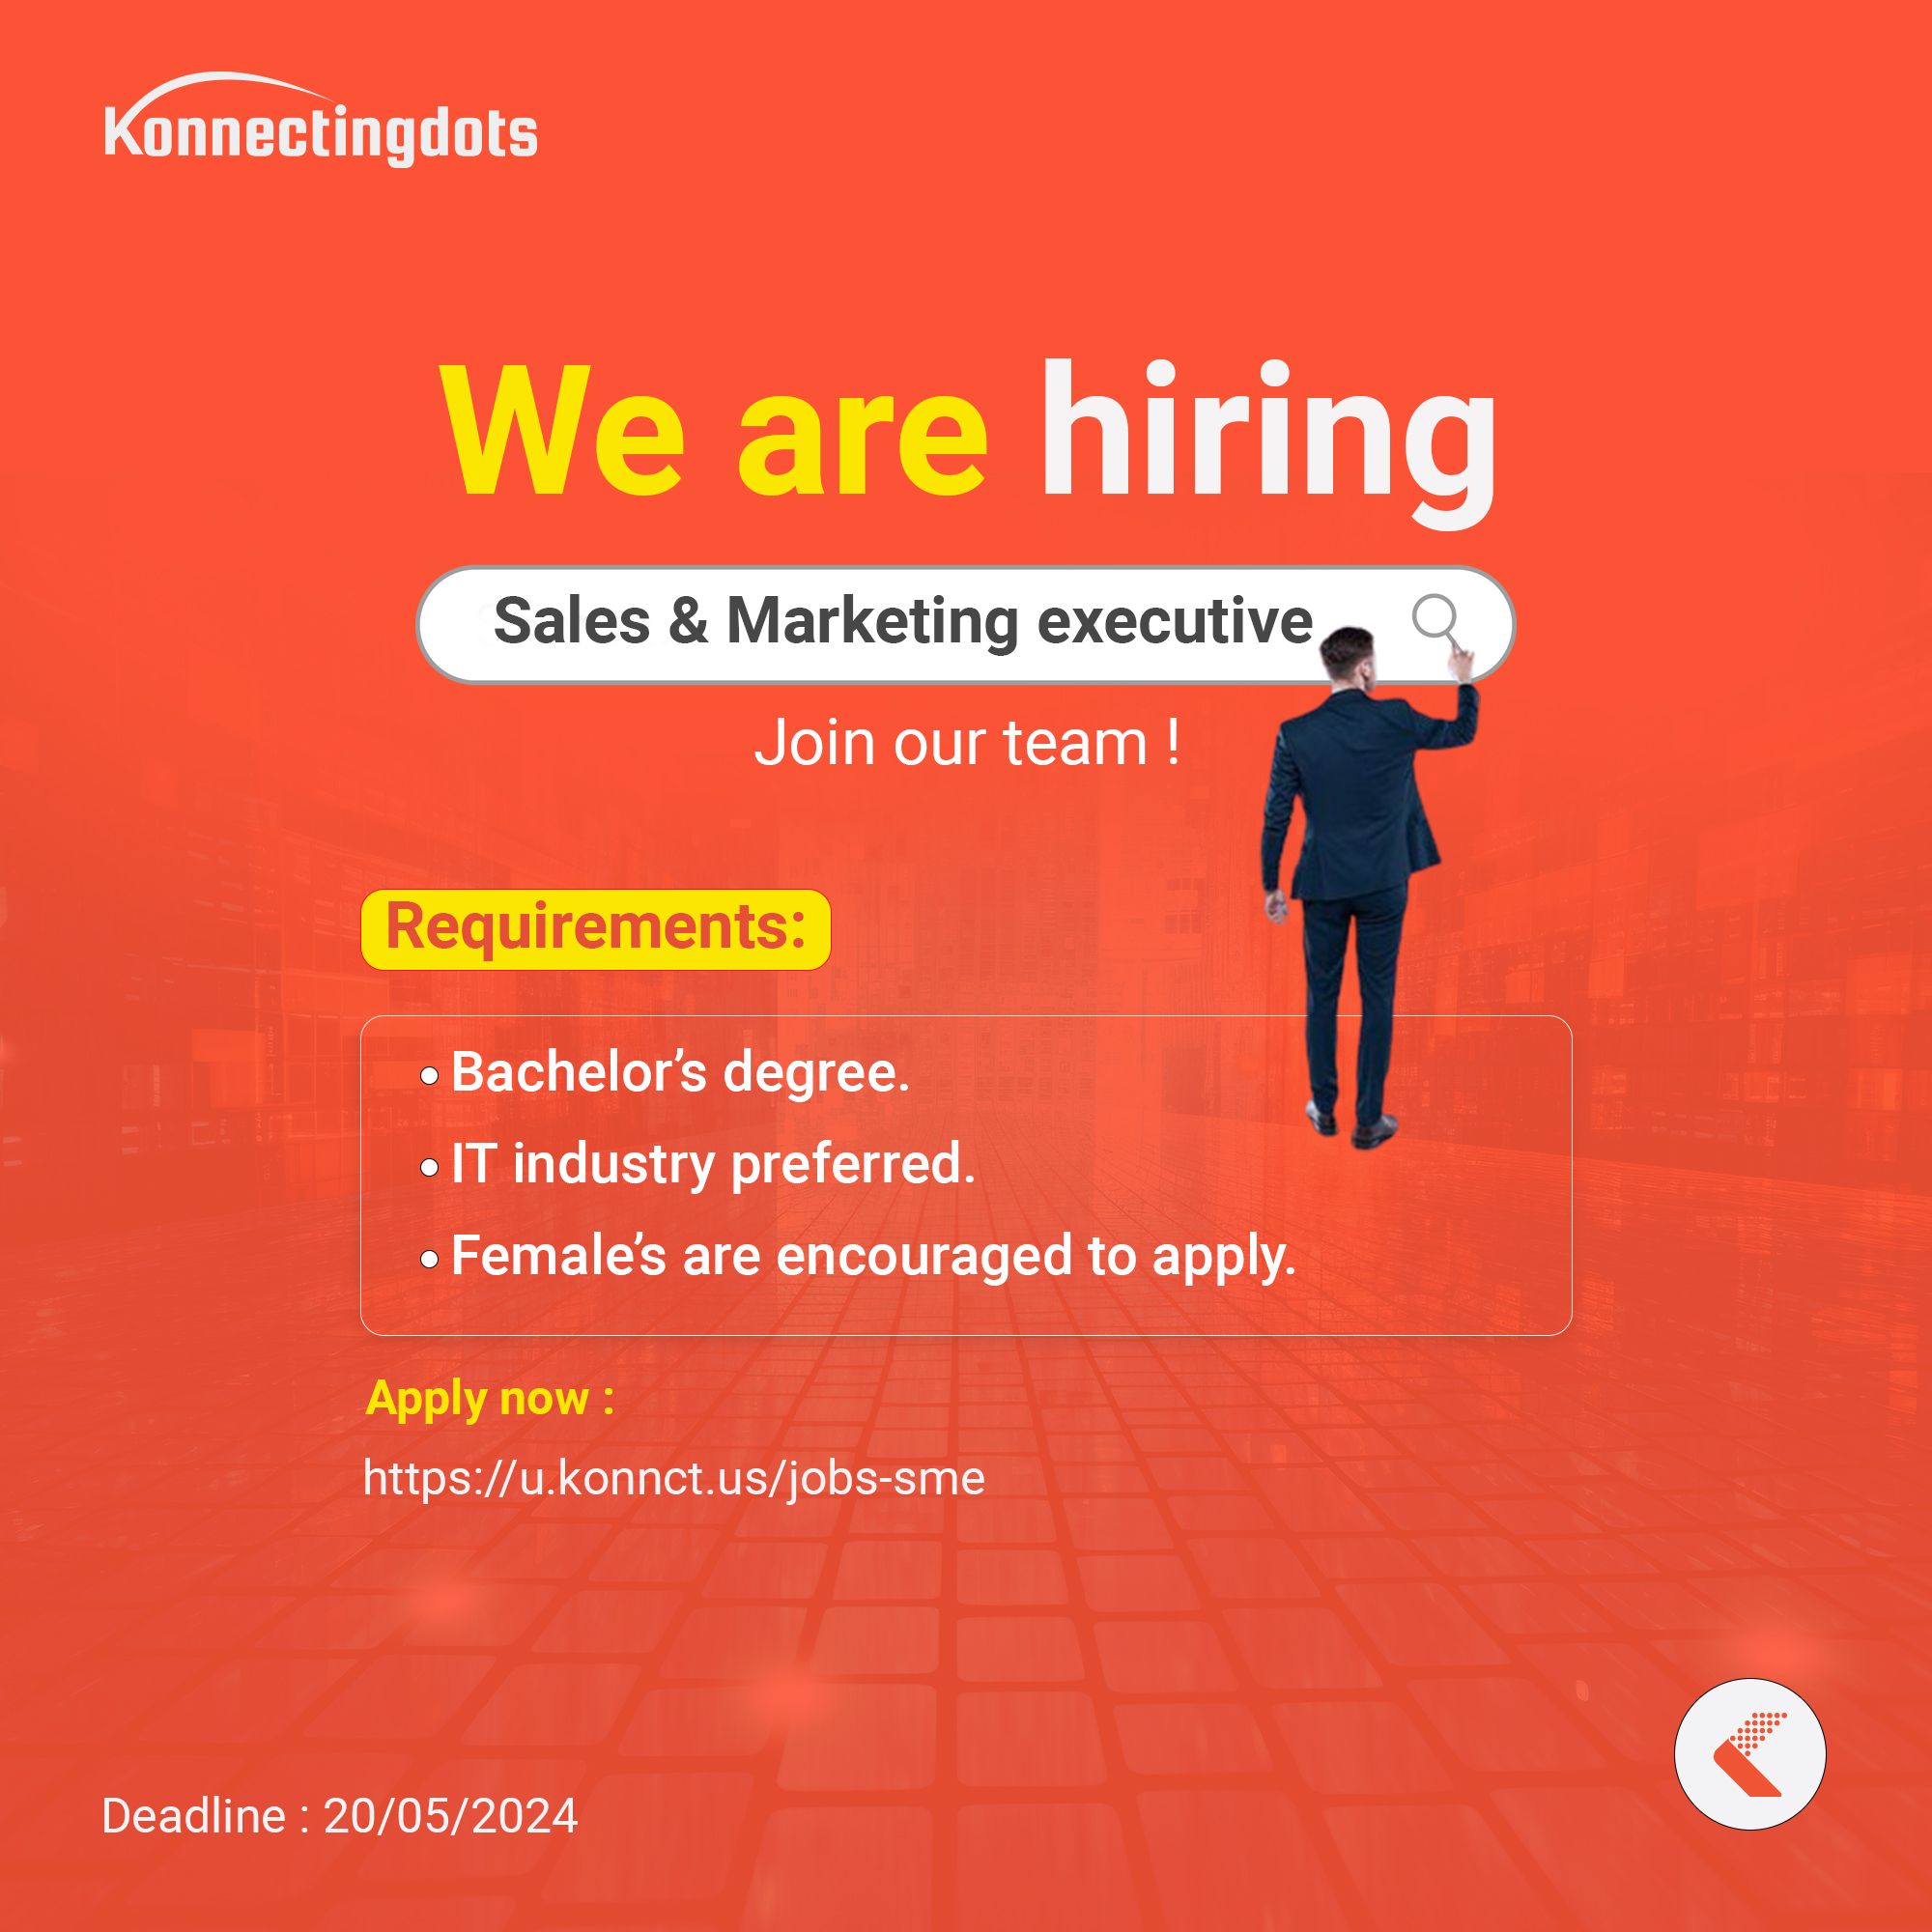 Konnectingdots
We are hiring
Sales & Marketing executive
Join our team !
Requirements:
Bachelor’s degree.
IT industry preferred.
Female’s are encouraged to apply.
Apply now :
https://u.konnct.us/jobs-sme
Deadline : 20/05/2024